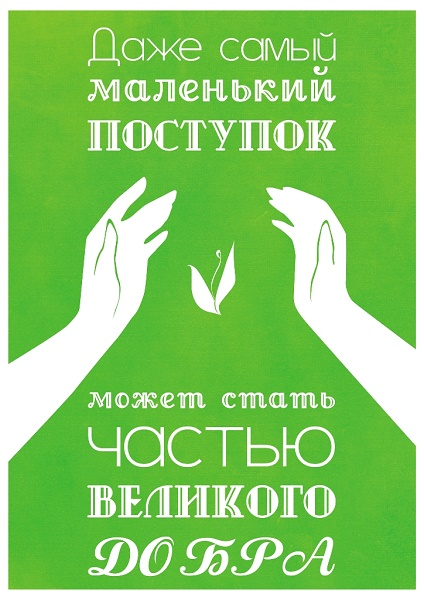 Даже самый
маленький
ПОСТУПОК
может стать
ЧАСТЬЮ
ВЕЛИКОГО
ДОБРА